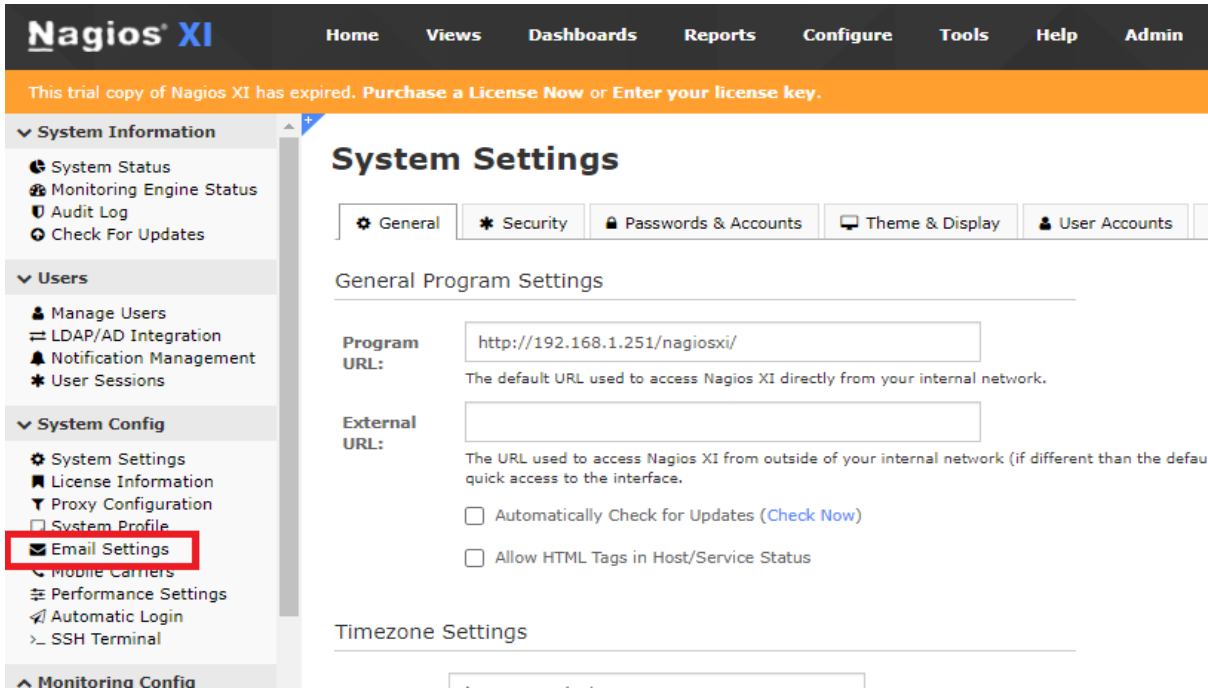 Nagios® XI
Home Views Dashboards Reports Configure Tools Help Admin
This trial copy of Nagios XI has expired. Purchase a License Now or Enter your license key.
System Information
System Status
Monitoring Engine Status
Audit Log
Check For Updates
Users
Manage Users
LDAP/AD Integration
Notification Management
User Sessions
System Config
System Settings
License Information
Proxy Configuration
System Profile
Email Settings
Mobile Carriers
Performance Settings
Automatic Login
SSH Terminal
Monitoring Config
System Settings
General Security Passwords & Accounts Theme & Display User Accounts
General Program Settings
Program
URL:
http://192.168.1.251/nagiosxi/
The default URL used to access Nagios XI directly from your internal network.
External
URL:
The URL used to access Nagios XI from outside of your internal network (if different than the defau
quick access to the interface.
Automatically Check for Updates (Check Now)
Allow HTML Tags in Host/Service Status
Timezone Settings